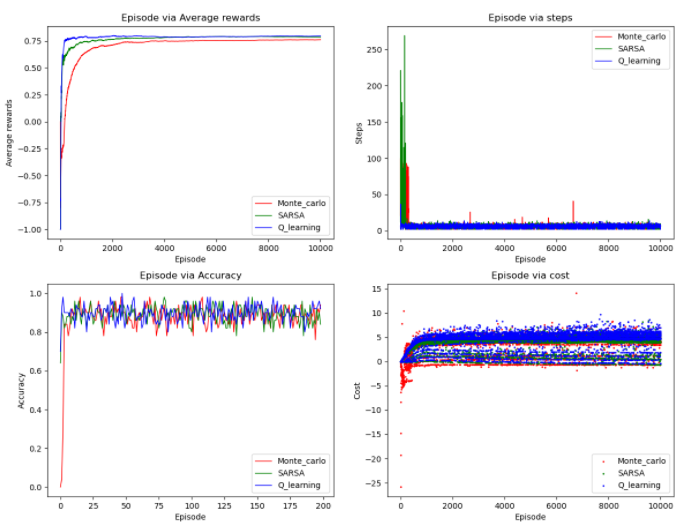 Episode via Average rewards
Average rewards
0.75
0.50
0.25
0.00
−0.25
−0.50
−0.75
−1.00
0 2000 4000 6000 8000 10000
Episode
Monte_carlo
SARSA
Q_learning
Episode via steps
Steps
250
200
150
100
50
0
0 2000 4000 6000 8000 10000
Episode
Monte_carlo
SARSA
Q_learning
Episode via Accuracy
Accuracy
1.0
0.8
0.6
0.4
0.2
0.0
0 25 50 75 100 125 150 175 200
Episode
Monte_carlo
SARSA
Q_learning
Episode via cost
Cost
15
10
5
0
−5
−10
−15
−20
−25
0 2000 4000 6000 8000 10000
Episode
Monte_carlo
SARSA
Q_learning